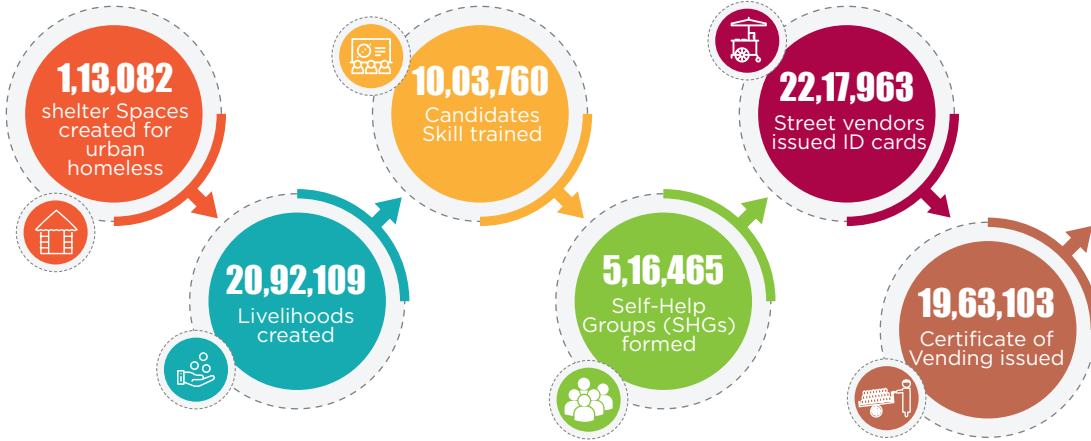 1,13,082
shelter Spaces
created for
urban
homeless
20,92,109
Livelihoods
created
10,03,760
Candidates
Skill trained
5,16,465
Self-Help
Groups (SHGs)
formed
22,17,963
Street vendors
issued ID cards
19,63,103
Certificate of
Vending issued